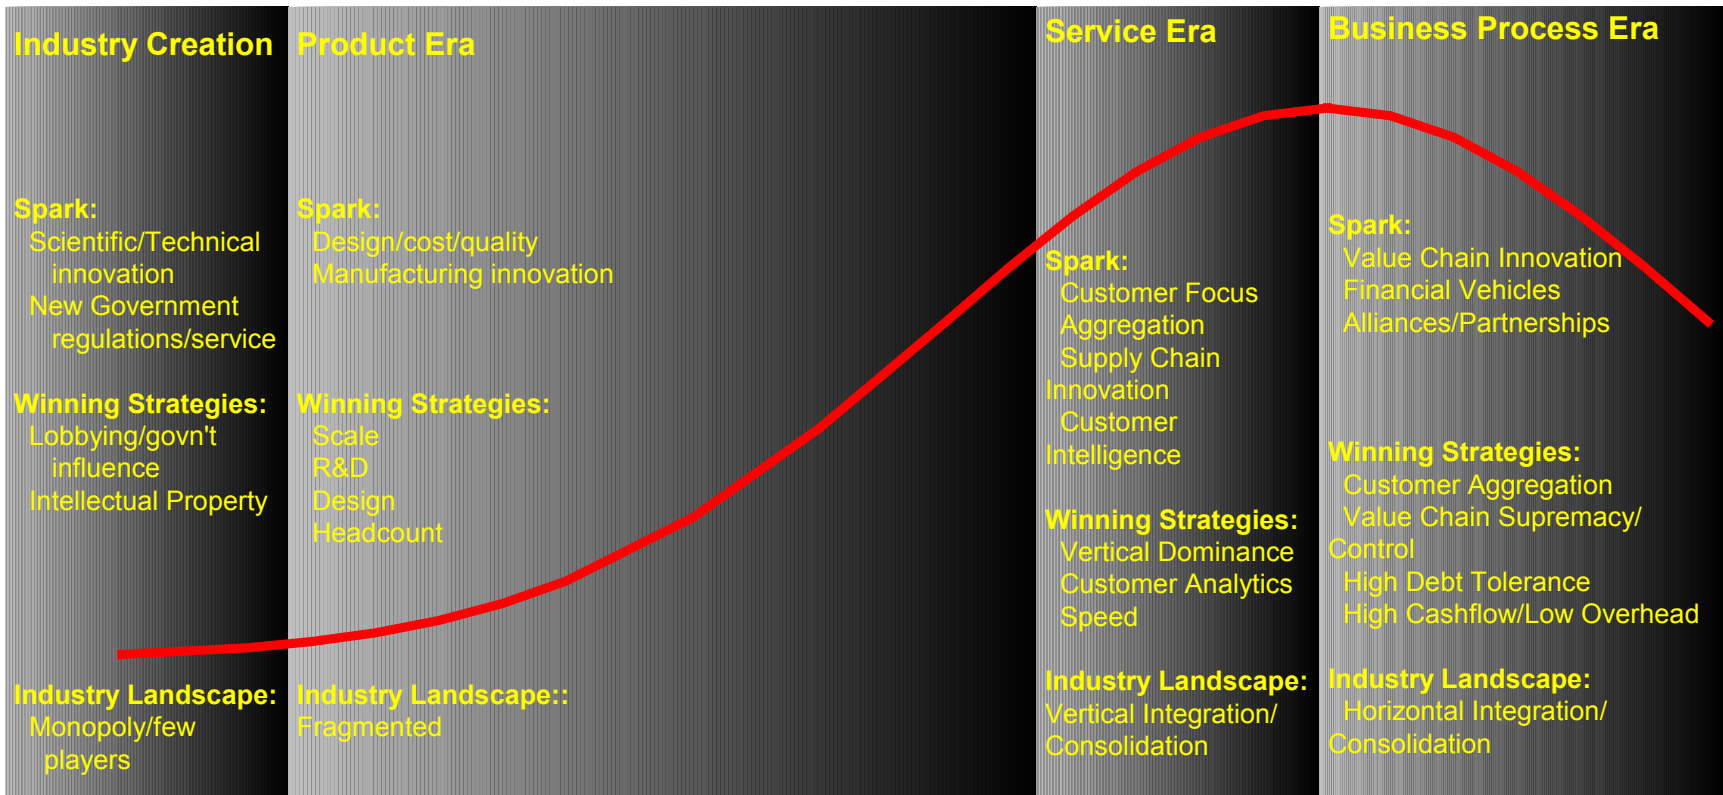 Industry Creation
Spark:
Scientific/Technical
innovation
New Government
regulations/service
Winning Strategies:
Lobbying/govn't
influence
Intellectual Property
Industry Landscape:
Monopoly/few
players
Product Era
Spark:
Design/cost/quality
Manufacturing innovation
Winning Strategies:
Scale
R&D
Design
Headcount
Industry Landscape::
Fragmented
Service Era
Spark:
Customer Focus
Aggregation
Supply Chain
Innovation
Customer
Intelligence
Winning Strategies:
Vertical Dominance
Customer Analytics
Speed
Industry Landscape:
Vertical Integration/
Consolidation
Business Process Era
Spark:
Value Chain Innovation
Financial Vehicles
Alliances/Partnerships
Winning Strategies:
Customer Aggregation
Value Chain Supremacy/
Control
High Debt Tolerance
High Cashflow/Low Overhead
Industry Landscape:
Horizontal Integration/
Consolidation